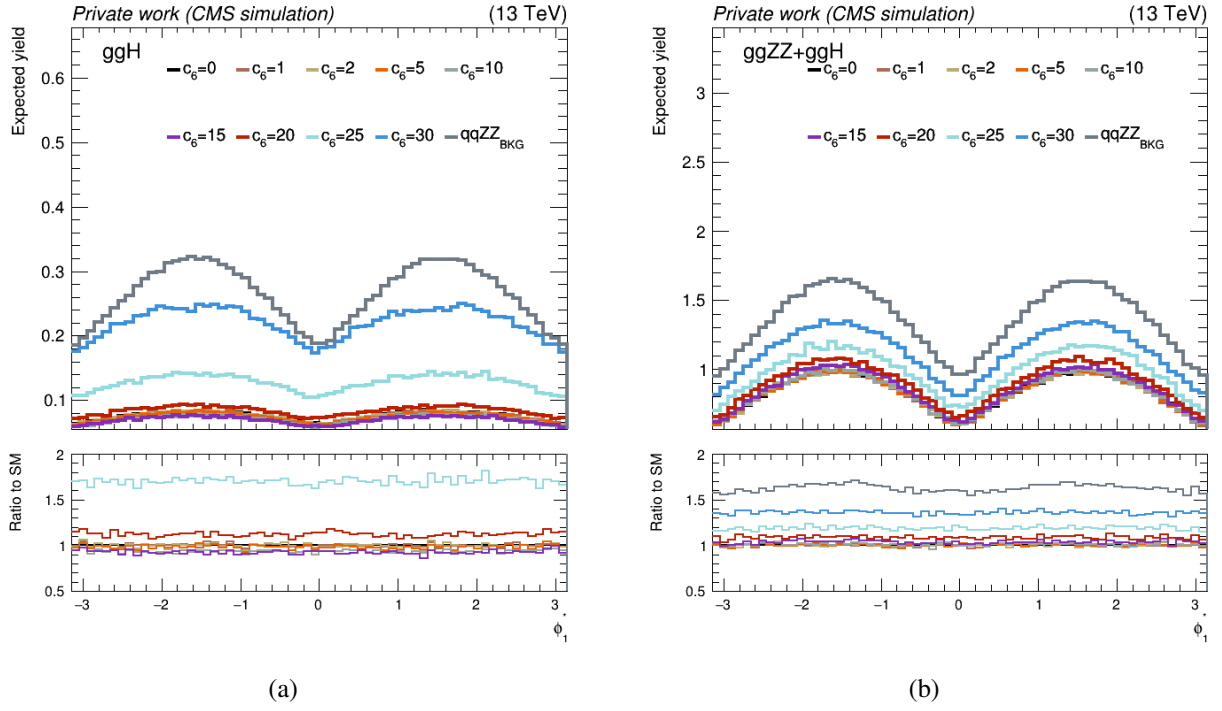 Private work (CMS simulation) (13 TeV)
Expected yield
ggH
c6=0 c6=1 c6=2 c6=5 c6=10
c6=15 c6=20 c6=25 c6=30 qqZZBKG
0.6
0.5
0.4
0.3
0.2
0.1
Ratio to SM
2
1.5
1
0.5
−3 −2 −1 0 1 2 3
ϕ1*
(a)
Private work (CMS simulation) (13 TeV)
Expected yield
ggZZ+ggH
c6=0 c6=1 c6=2 c6=5 c6=10
c6=15 c6=20 c6=25 c6=30 qqZZBKG
3
2.5
2
1.5
1
Ratio to SM
2
1.5
1
0.5
−3 −2 −1 0 1 2 3
ϕ1*
(b)